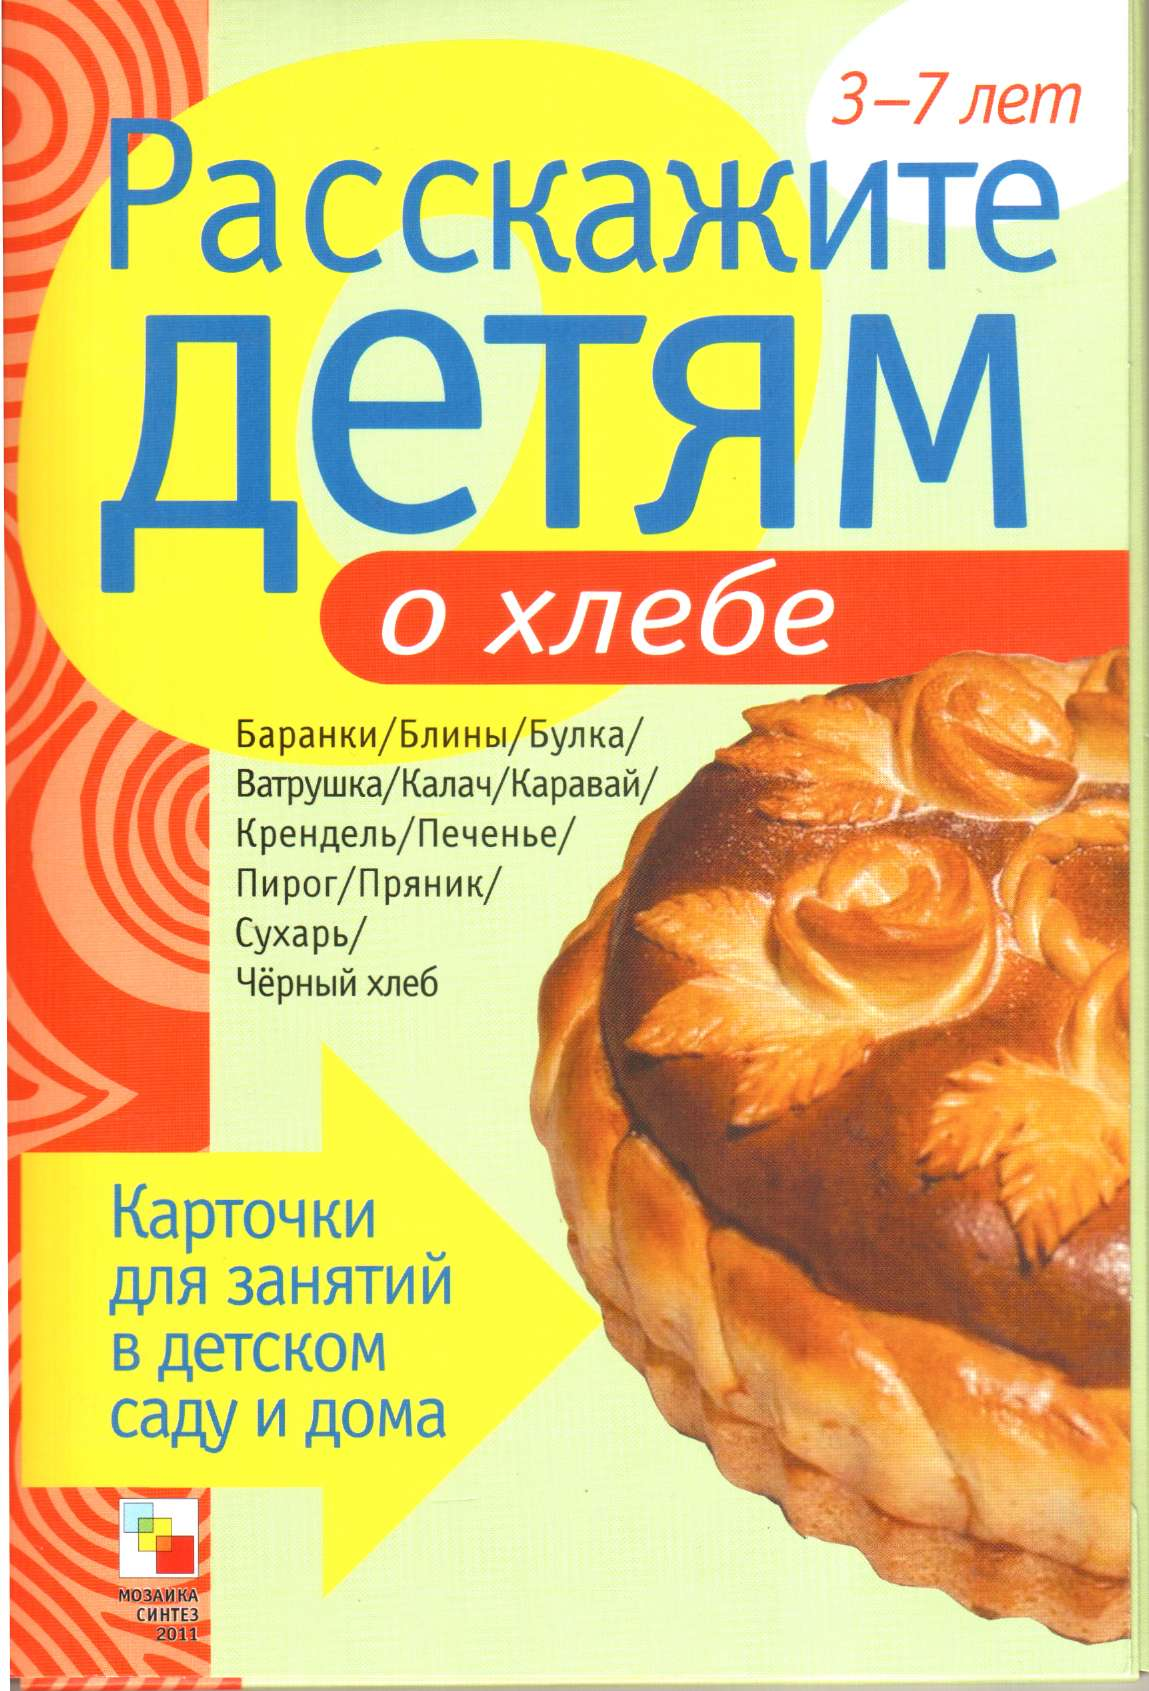 3–7 лет
Расскажите
детям
о хлебе
Баранки/Блины/Булка/
Ватрушка/Калач/Каравай/
Крендель/Печенье/
Пирог/Пряник/
Сухарь/
Чёрный хлеб
Карточки
для занятий
в детском
саду и дома
МОЗАИКА
СИНТЕЗ
2011